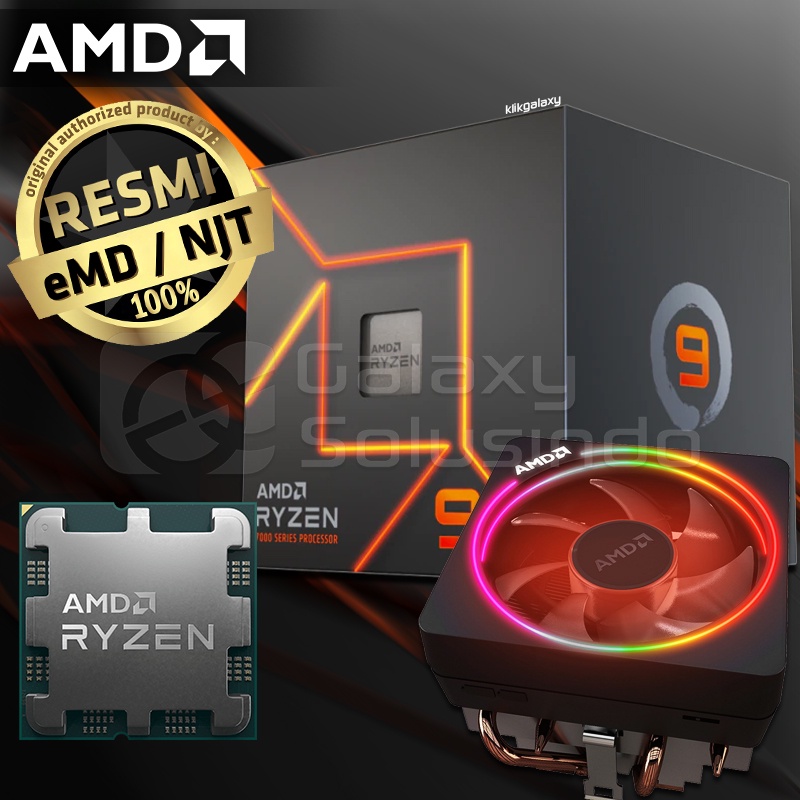 AMD
klikgalaxy
original authorized product by :
RESMI
eMD / NJT
100%
AMD
RYZEN
9
Galaxy
Solusindo
AMD
RYZEN
7000 SERIES PROCESSOR
9
AMD
AMD
AMD
RYZEN